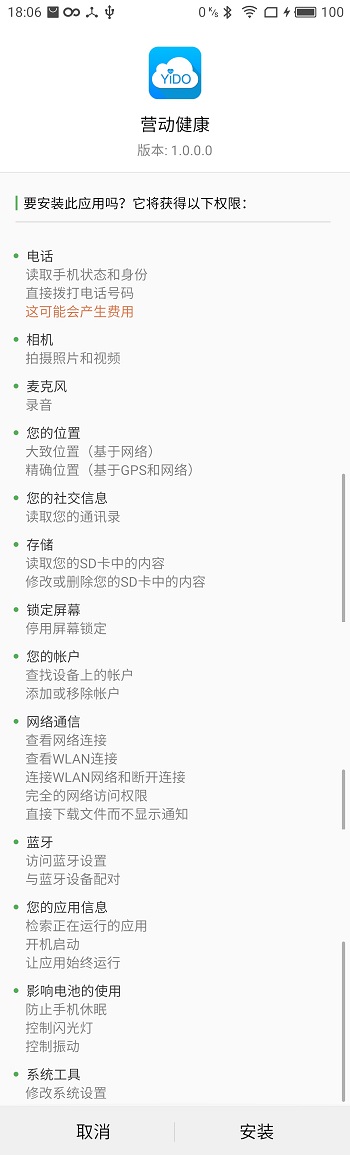 18:06 0 K/s 100
YiDO
营动健康
版本: 1.0.0.0
要安装此应用吗？它将获得以下权限：
电话
读取手机状态和身份
直接拨打电话号码
这可能会产生费用
相机
拍摄照片和视频
麦克风
录音
您的位置
大致位置（基于网络）
精确位置（基于GPS和网络）
您的社交信息
读取您的通讯录
存储
读取您的SD卡中的内容
修改或删除您的SD卡中的内容
锁定屏幕
停用屏幕锁定
您的帐户
查找设备上的帐户
添加或移除帐户
网络通信
查看网络连接
查看WLAN连接
连接WLAN网络和断开连接
完全的网络访问权限
直接下载文件而不显示通知
蓝牙
访问蓝牙设置
与蓝牙设备配对
您的应用信息
检索正在运行的应用
开机启动
让应用始终运行
影响电池的使用
防止手机休眠
控制闪光灯
控制振动
系统工具
修改系统设置
取消 安装